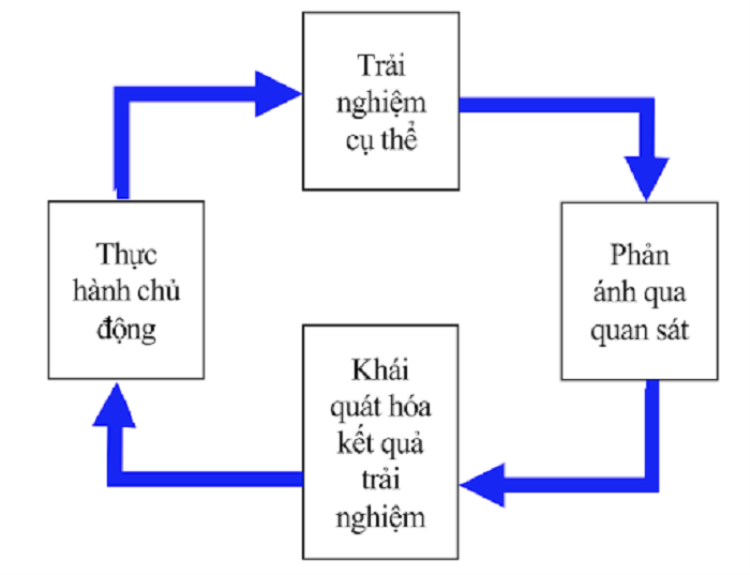 Trải
nghiệm
cụ thể
Phản
ánh qua
quan sát
Khái
quát hóa
kết quả
trải
nghiệm
Thực
hành chủ
động